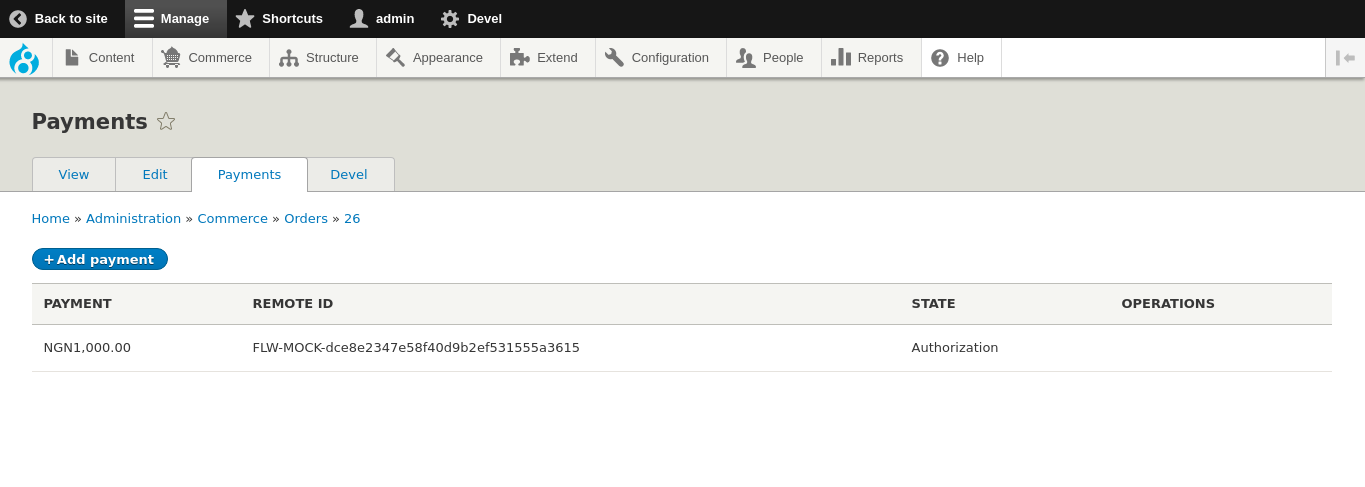 Back to site Manage Shortcuts admin Devel
Content Commerce Structure Appearance Extend Configuration People Reports Help
Payments
View Edit Payments Devel
Home » Administration » Commerce » Orders » 26
+ Add payment
PAYMENT REMOTE ID STATE OPERATIONS
NGN1,000.00 FLW-MOCK-dce8e2347e58f40d9b2ef531555a3615 Authorization